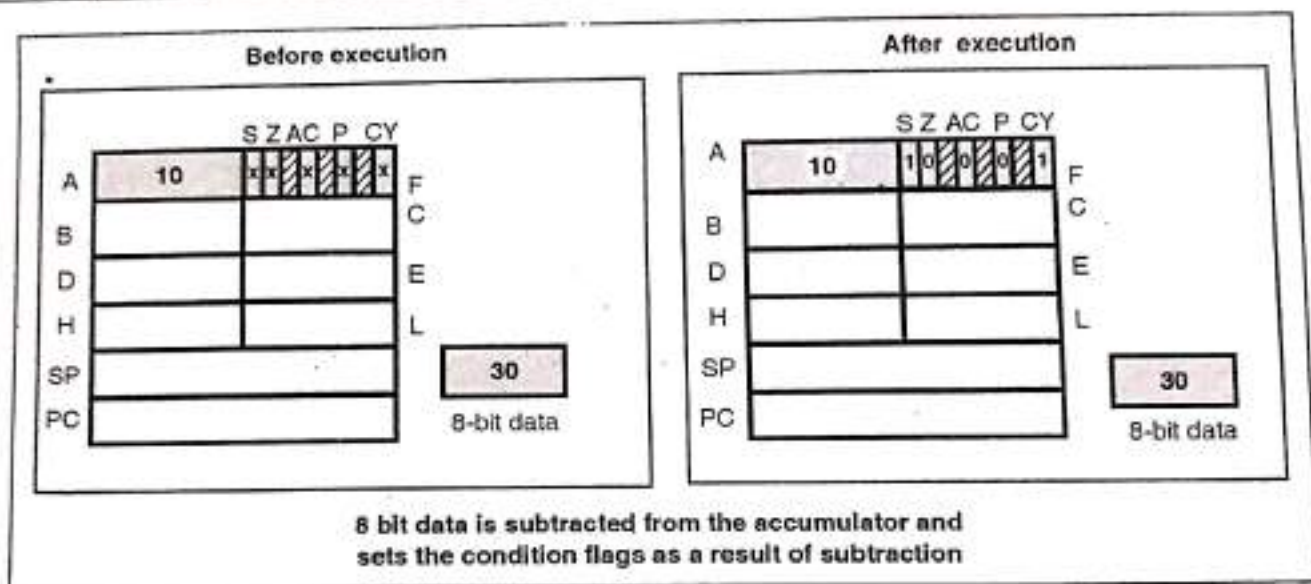 Before execution
After execution
S Z AC P CY
A 10 x x x x x F
B C
D E
H L
SP
PC
30
8-bit data
S Z AC P CY
A 10 1 0 0 0 1 F
B C
D E
H L
SP
PC
30
8-bit data
8 bit data is subtracted from the accumulator and
sets the condition flags as a result of subtraction